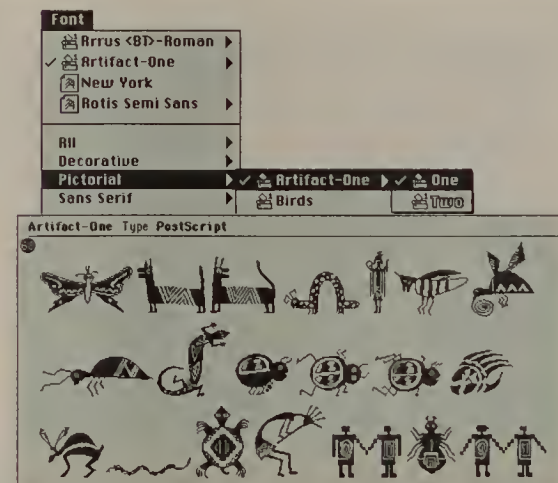 Font
Arrus <BT>-Roman
Artifact-One
New York
Rotis Semi Sans
All
Decorative
Pictorial
Artifact-One
One
Sans Serif
Birds
Two
Artifact-One Type PostScript